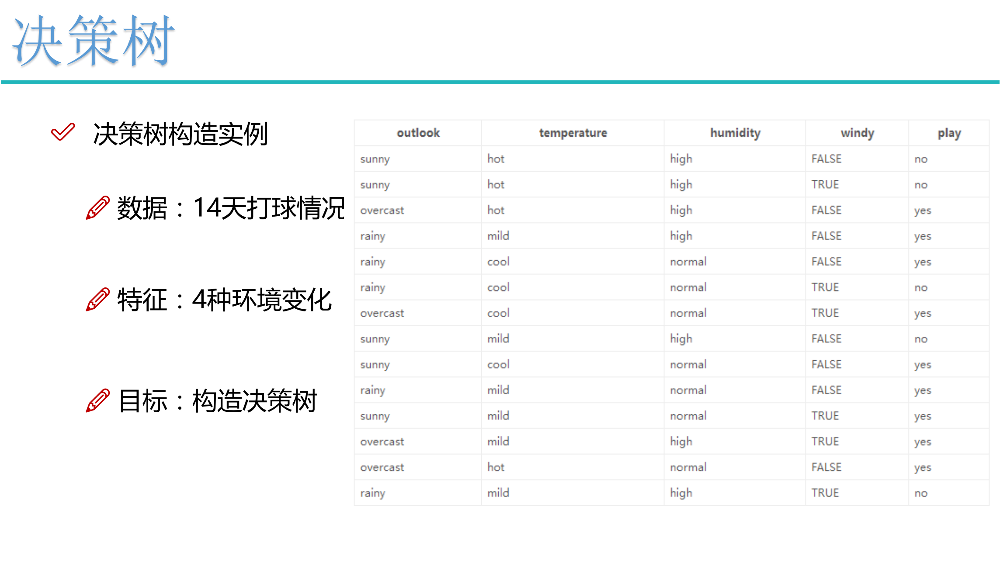 决策树
决策树构造实例
数据：14天打球情况
特征：4种环境变化
目标：构造决策树
outlook temperature humidity windy play
sunny hot high FALSE no
sunny hot high TRUE no
overcast hot high FALSE yes
rainy mild high FALSE yes
rainy cool normal FALSE yes
rainy cool normal TRUE no
overcast cool normal TRUE yes
sunny mild high FALSE no
sunny cool normal FALSE yes
rainy mild normal FALSE yes
sunny mild normal TRUE yes
overcast mild high TRUE yes
overcast hot normal FALSE yes
rainy mild high TRUE no